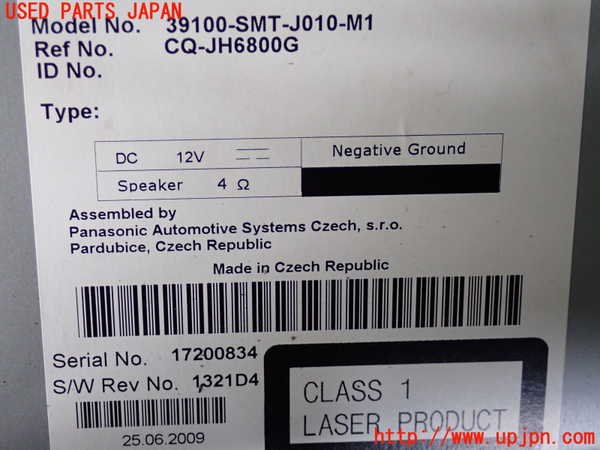 USED PARTS JAPAN
Model No. 39100-SMT-J010-M1
Ref No. CQ-JH6800G
ID No.
Type:
DC 12V Negative Ground
Speaker 4 Ω
Assembled by
Panasonic Automotive Systems Czech, s.r.o.
Pardubice, Czech Republic
Made in Czech Republic
Serial No. 17200834
S/W Rev No. 1321D4
CLASS 1
LASER PRODUCT
25.06.2009
http://www.upjpn.com/